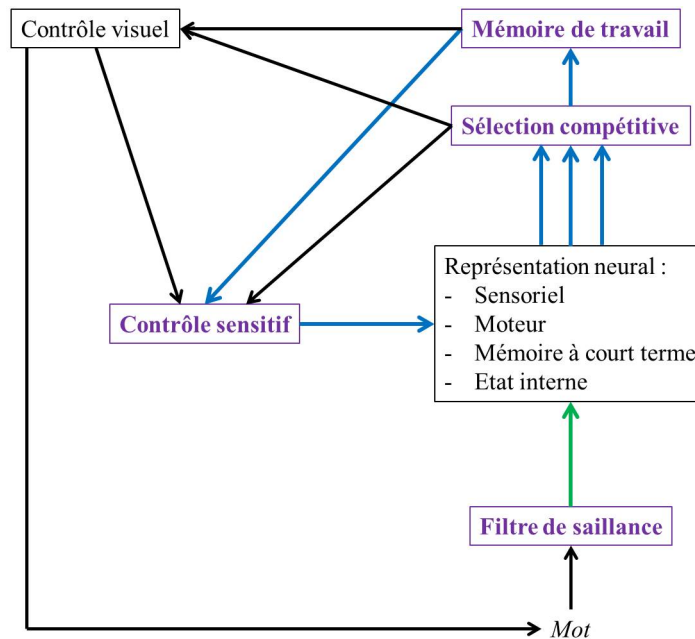 Contrôle visuel
Mémoire de travail
Sélection compétitive
Représentation neural :
- Sensoriel
- Moteur
- Mémoire à court terme
- Etat interne
Contrôle sensitif
Filtre de saillance
Mot